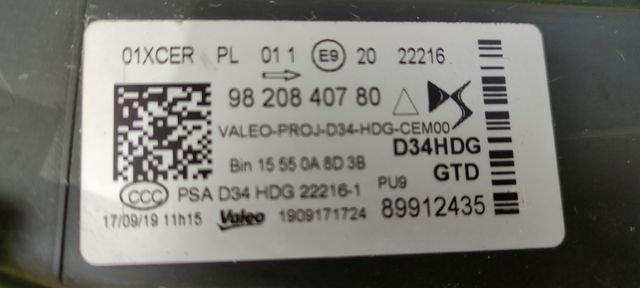 01XCER PL 01 1 E9 20 22216
98 208 407 80 DS
VALEO-PROJ-D34-HDG-CEM00
D34HDG
Bin 15 55 0A 8D 3B
GTD
CCC PSA D34 HDG 22216-1 PU9
17/09/19 11h15 Valeo 1909171724 89912435